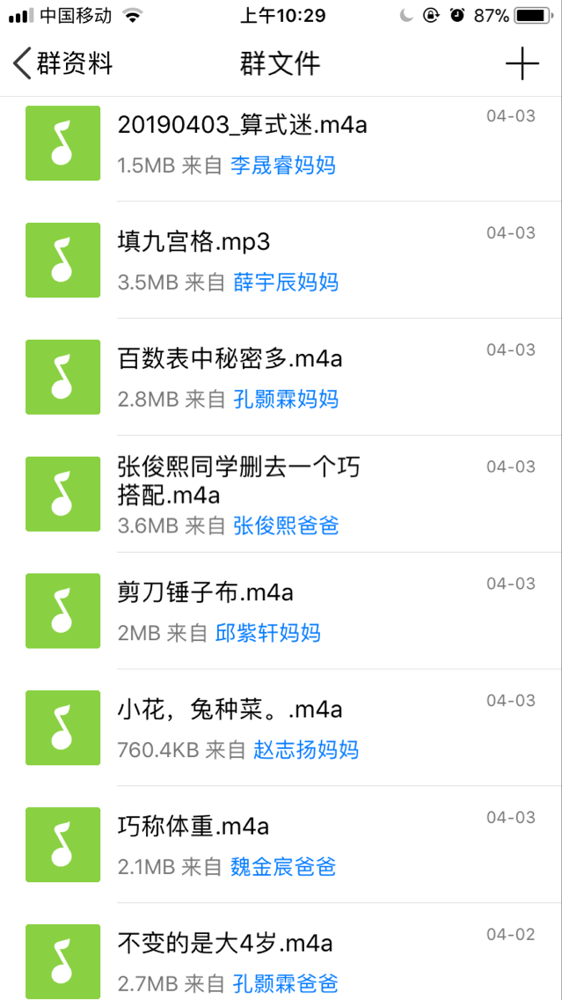 中国移动 上午10:29 87%
群资料 群文件
20190403_算式迷.m4a 04-03
1.5MB 来自 李晟睿妈妈
填九宫格.mp3 04-03
3.5MB 来自 薛宇辰妈妈
百数表中秘密多.m4a 04-03
2.8MB 来自 孔颢霖妈妈
张俊熙同学删去一个巧 04-03
搭配.m4a
3.6MB 来自 张俊熙爸爸
剪刀锤子布.m4a 04-03
2MB 来自 邱紫轩妈妈
小花，兔种菜。.m4a 04-03
760.4KB 来自 赵志扬妈妈
巧称体重.m4a 04-03
2.1MB 来自 魏金宸爸爸
不变的是大4岁.m4a 04-02
2.7MB 来自 孔颢霖爸爸